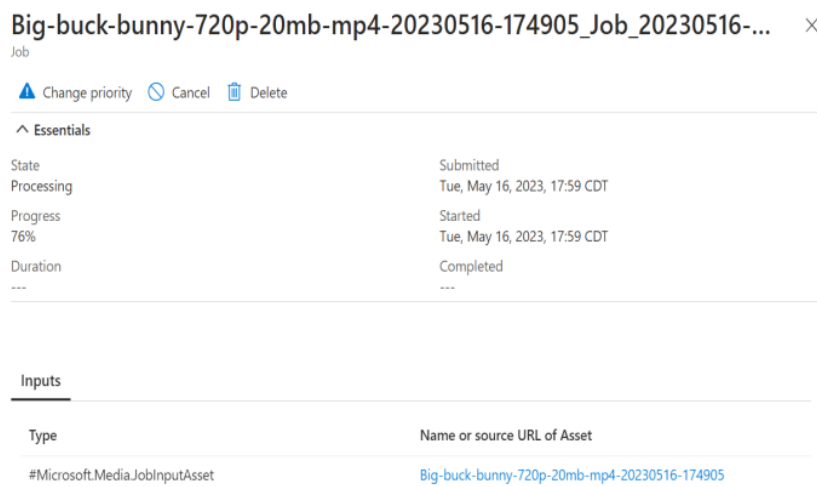 Big-buck-bunny-720p-20mb-mp4-20230516-174905_Job_20230516-...
Job
Change priority Cancel Delete
Essentials
State Submitted
Processing Tue, May 16, 2023, 17:59 CDT
Progress Started
76% Tue, May 16, 2023, 17:59 CDT
Duration Completed
--- ---
Inputs
Type Name or source URL of Asset
#Microsoft.Media.JobInputAsset Big-buck-bunny-720p-20mb-mp4-20230516-174905